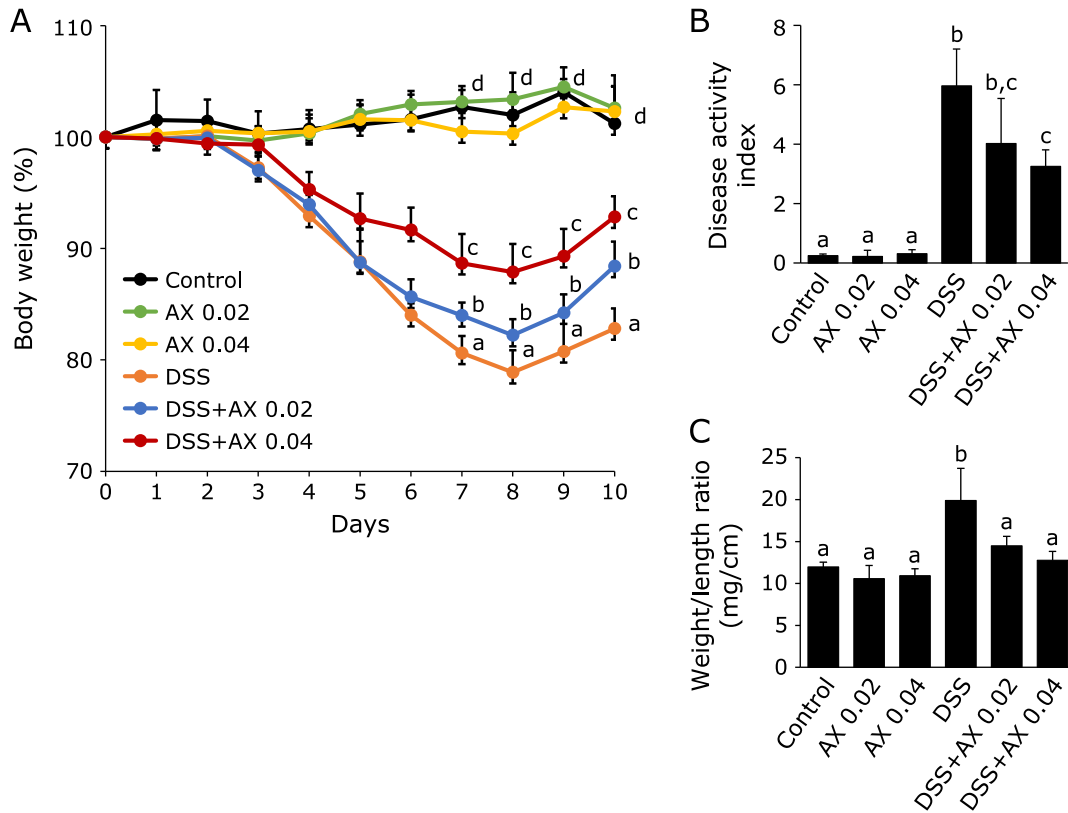 A
110
100
90
80
70
Body weight (%)
d
d
d
d
c
c
c
c
b
b
b
b
a
a
a
a
Control
AX 0.02
AX 0.04
DSS
DSS+AX 0.02
DSS+AX 0.04
0 1 2 3 4 5 6 7 8 9 10
Days
B
8
6
4
2
0
Disease activity
index
a a a b b,c c
Control AX 0.02 AX 0.04 DSS DSS+AX 0.02 DSS+AX 0.04
C
25
20
15
10
5
0
Weight/length ratio
(mg/cm)
a a a b a a
Control AX 0.02 AX 0.04 DSS DSS+AX 0.02 DSS+AX 0.04